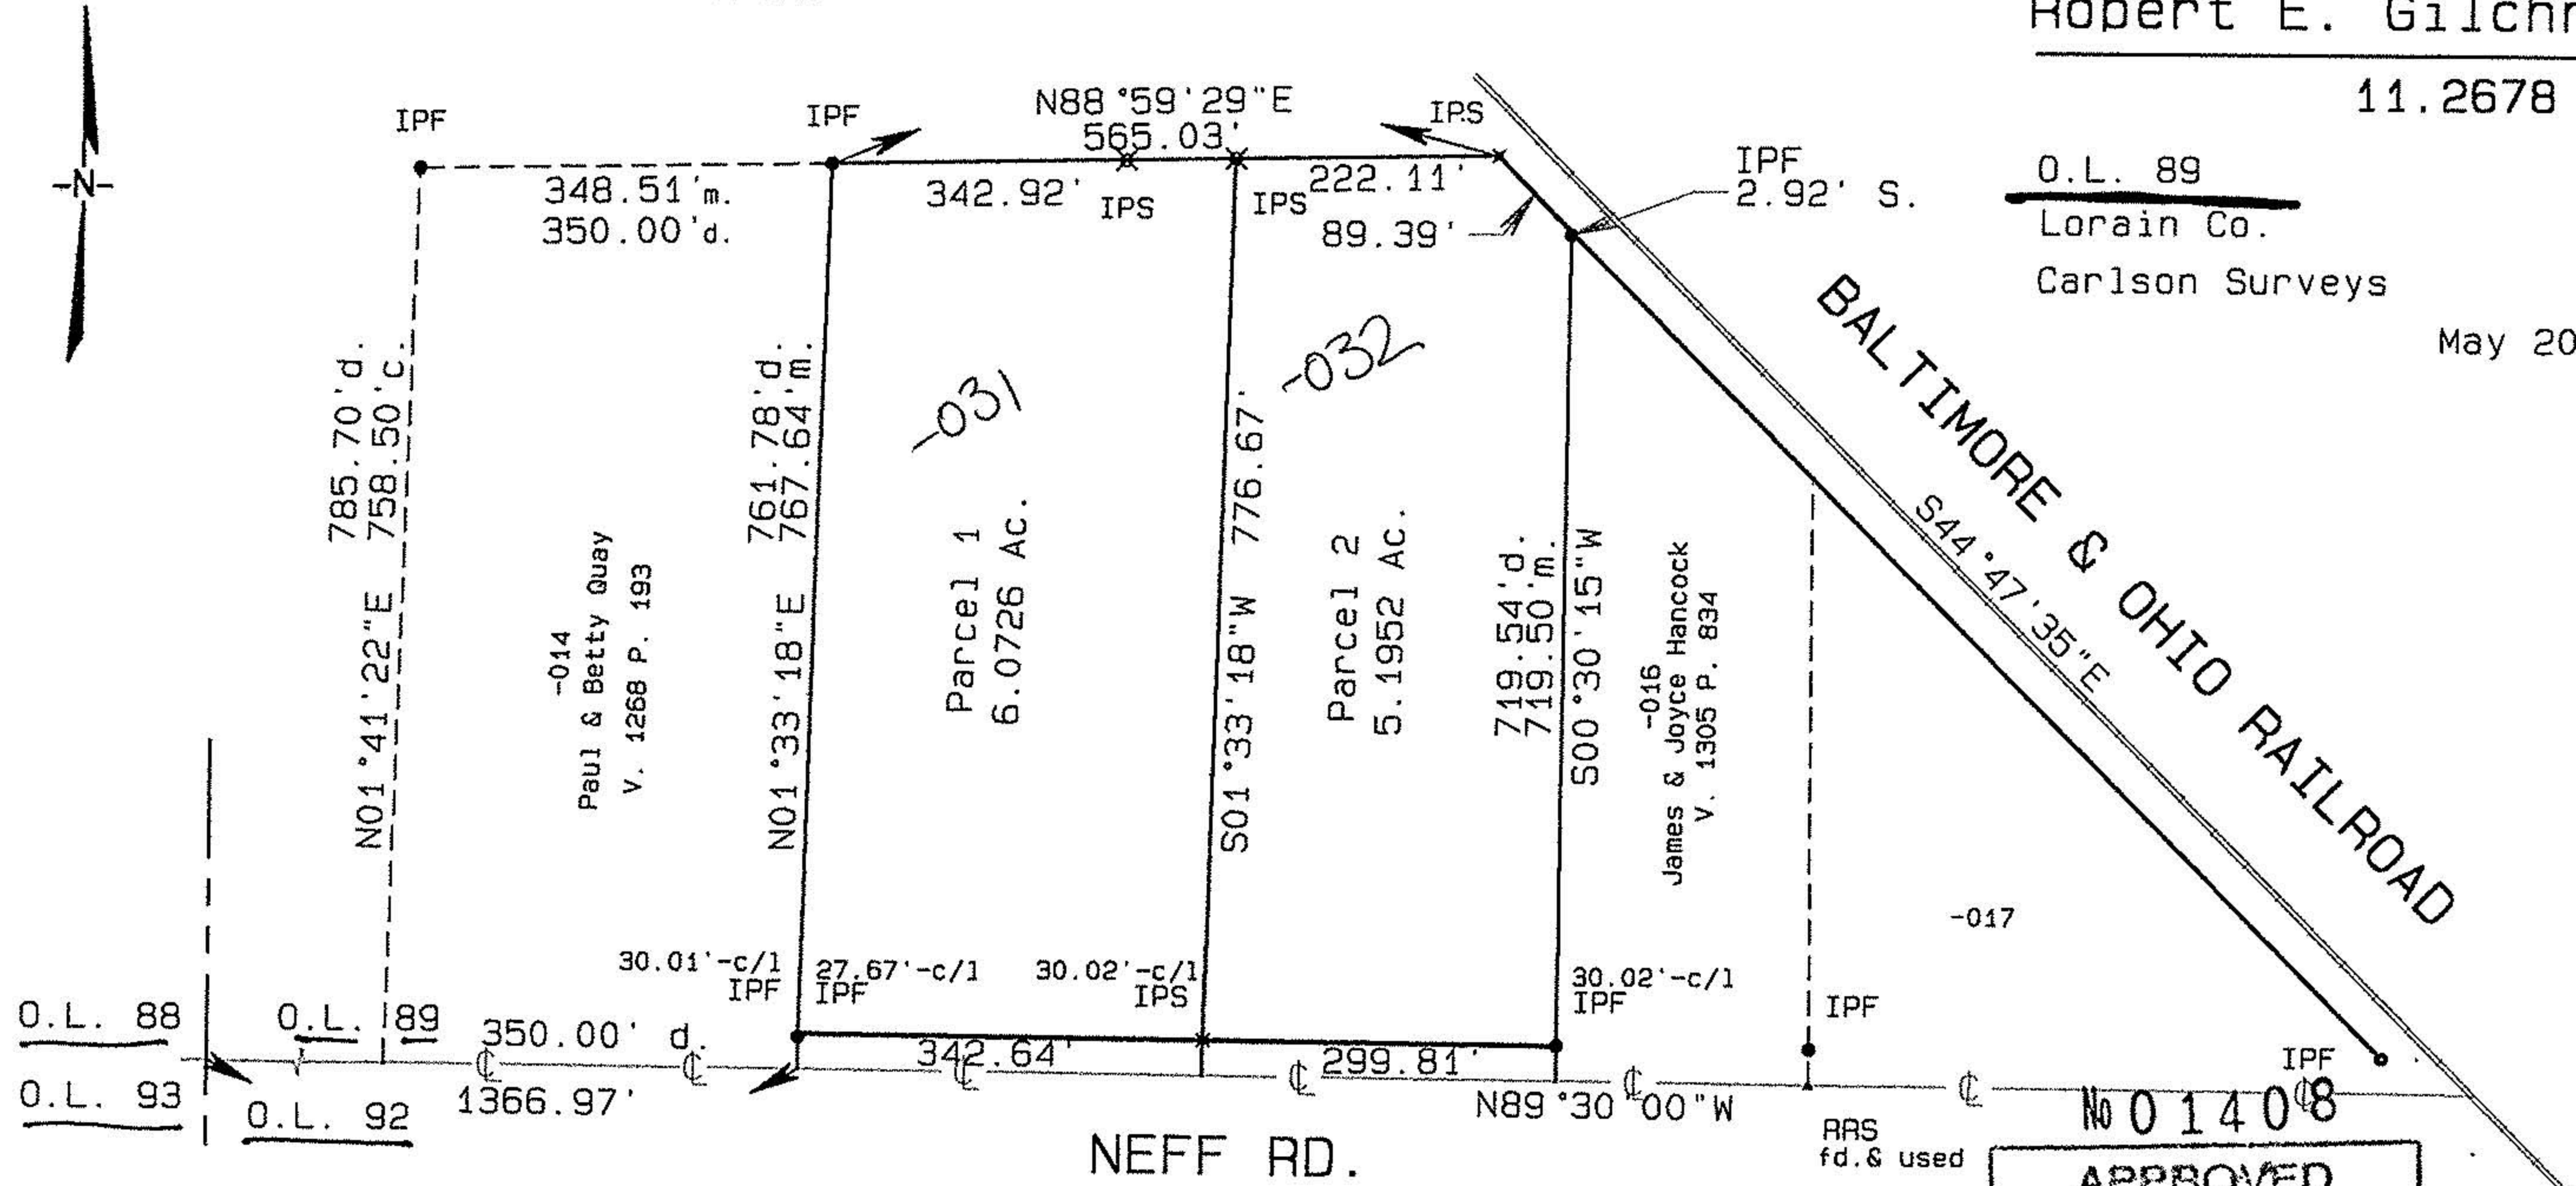 Robert E. Gilchr
11.2678
O.L. 89
Lorain Co.
Carlson Surveys
May 20
-N-
IPF
IPF
N88°59'29"E
565.03'
IPS
348.51'm.
350.00'd.
342.92'
IPS
IPS
222.11'
89.39'
IPF
2.92' S.
785.70'd.
758.50'c.
N01°41'22"E
-014
Paul & Betty Quay
V. 1268 P. 193
761.78'd.
767.64'm.
N01°33'18"E
-031
Parcel 1
6.0726 Ac.
S01°33'18"W 776.67'
-032
Parcel 2
5.1952 Ac.
719.54'd.
719.50'm.
S00°30'15"W
-016
James & Joyce Hancock
V. 1305 P. 834
BALTIMORE & OHIO RAILROAD
S44°47'35"E
-017
30.01'-c/l
IPF
27.67'-c/l
IPF
30.02'-c/l
IPS
30.02'-c/l
IPF
IPF
IPF
O.L. 88
O.L. 89
350.00' d.
342.64'
299.81'
O.L. 93
O.L. 92
1366.97'
N89°30'00"W
NEFF RD.
RRS
fd.& used
№ 01408
APPROVED